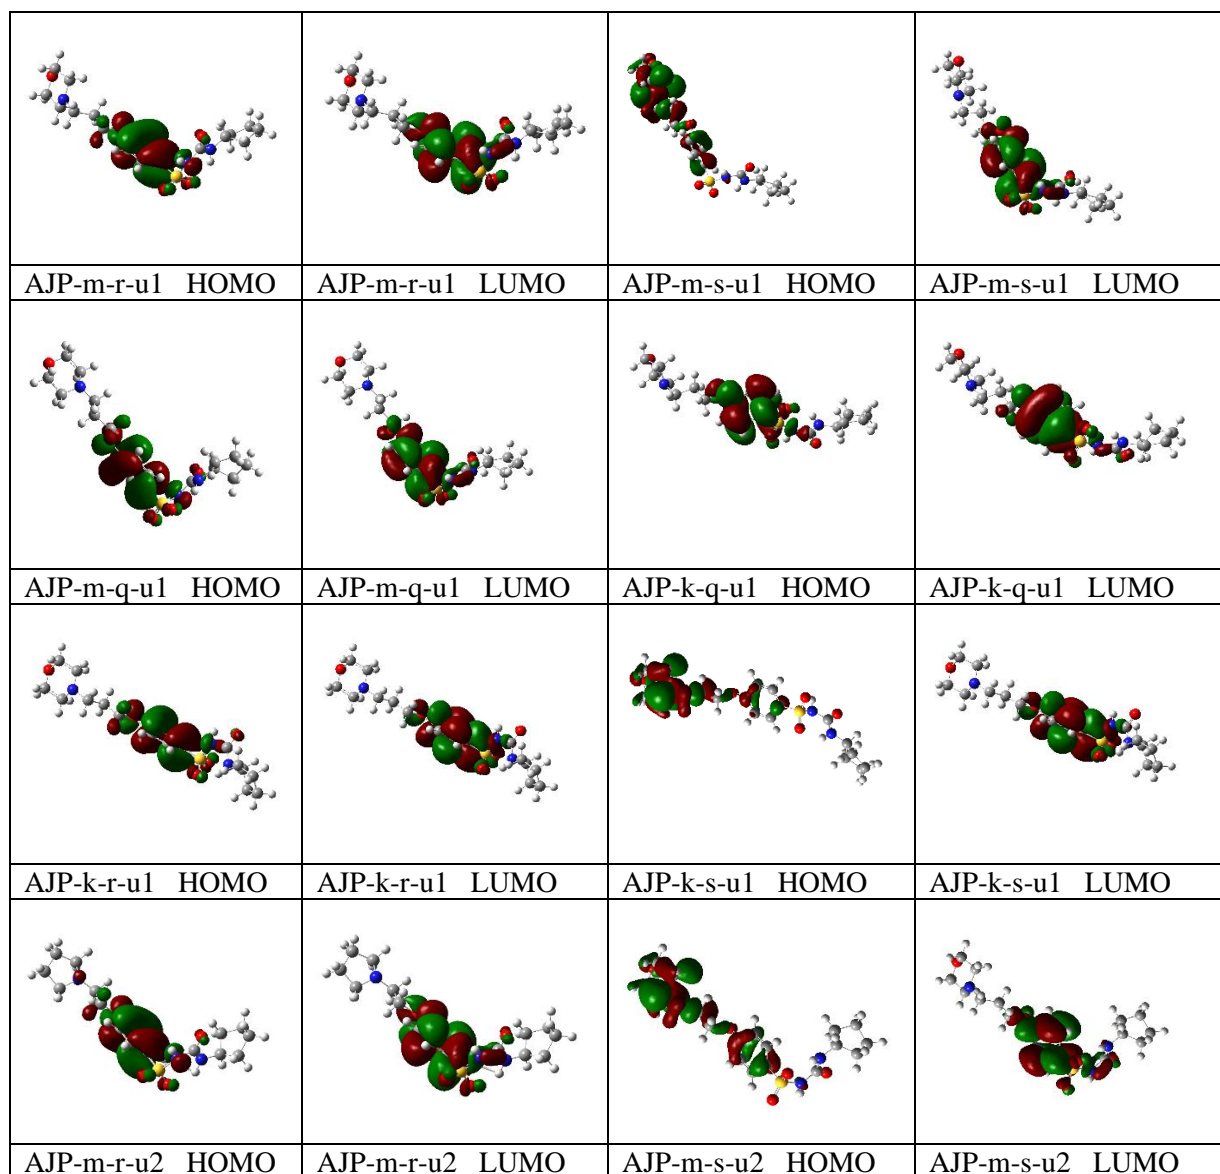 AJP-m-r-u1 HOMO
AJP-m-r-u1 LUMO
AJP-m-s-u1 HOMO
AJP-m-s-u1 LUMO
AJP-m-q-u1 HOMO
AJP-m-q-u1 LUMO
AJP-k-q-u1 HOMO
AJP-k-q-u1 LUMO
AJP-k-r-u1 HOMO
AJP-k-r-u1 LUMO
AJP-k-s-u1 HOMO
AJP-k-s-u1 LUMO
AJP-m-r-u2 HOMO
AJP-m-r-u2 LUMO
AJP-m-s-u2 HOMO
AJP-m-s-u2 LUMO